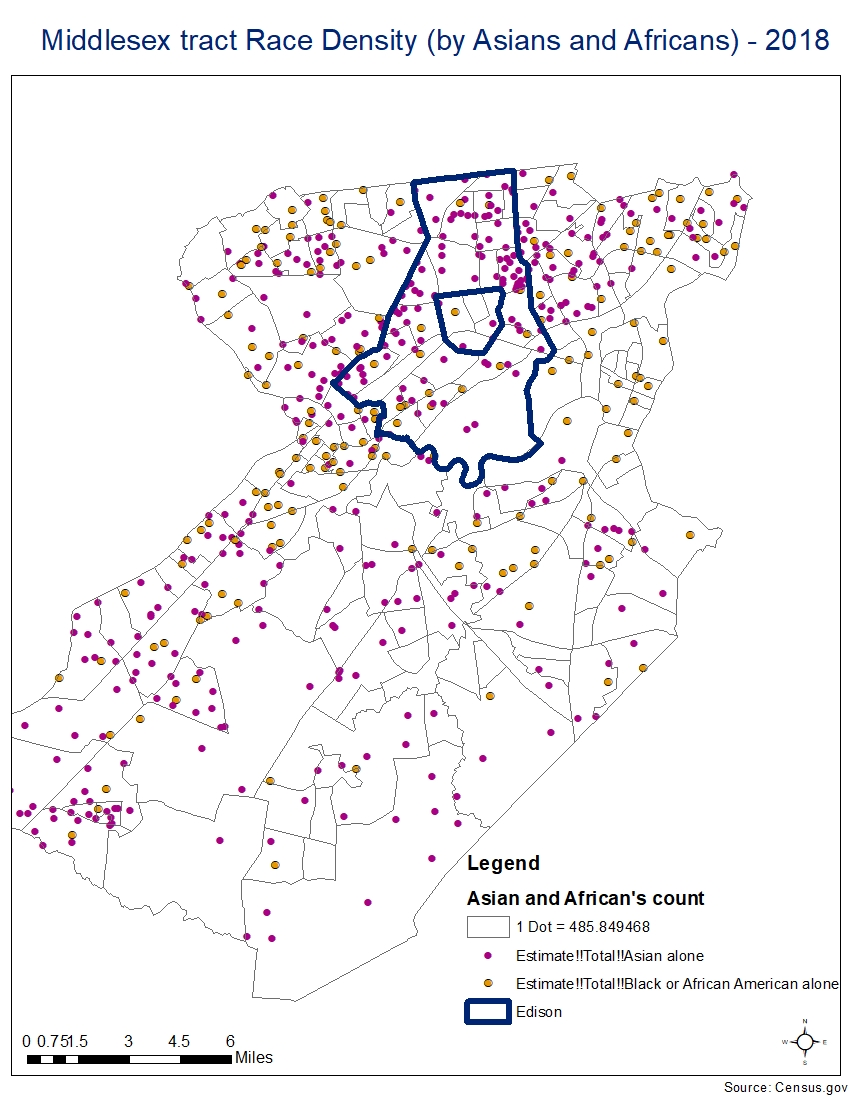 Middlesex tract Race Density (by Asians and Africans) - 2018
Legend
Asian and African's count
1 Dot = 485.849468
Estimate!!Total!!Asian alone
Estimate!!Total!!Black or African American alone
Edison
0 0.751.5 3 4.5 6
Miles
N
W E
S
Source: Census.gov